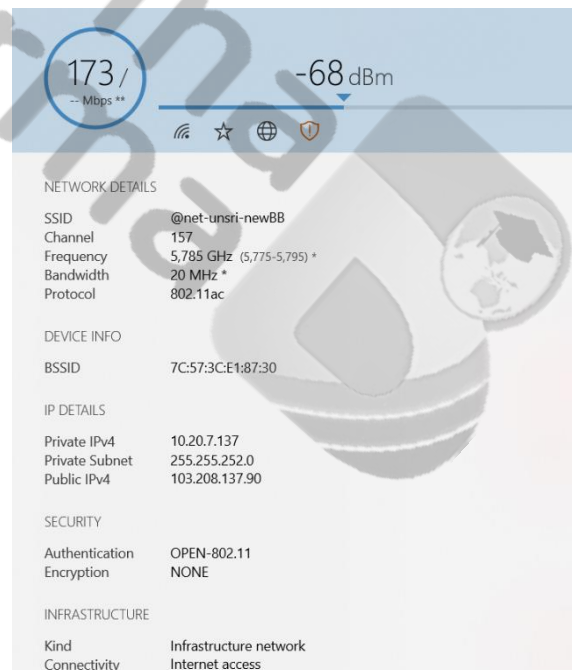 173/
-- Mbps **
-68 dBm
NETWORK DETAILS
SSID @net-unsri-newBB
Channel 157
Frequency 5,785 GHz (5,775-5,795) *
Bandwidth 20 MHz *
Protocol 802.11ac
DEVICE INFO
BSSID 7C:57:3C:E1:87:30
IP DETAILS
Private IPv4 10.20.7.137
Private Subnet 255.255.252.0
Public IPv4 103.208.137.90
SECURITY
Authentication OPEN-802.11
Encryption NONE
INFRASTRUCTURE
Kind Infrastructure network
Connectivity Internet access